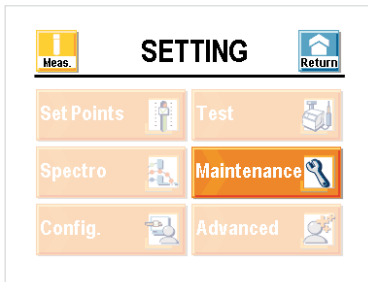 SETTING
Meas.
Return
Set Points
Test
Spectro
Maintenance
Config.
Advanced